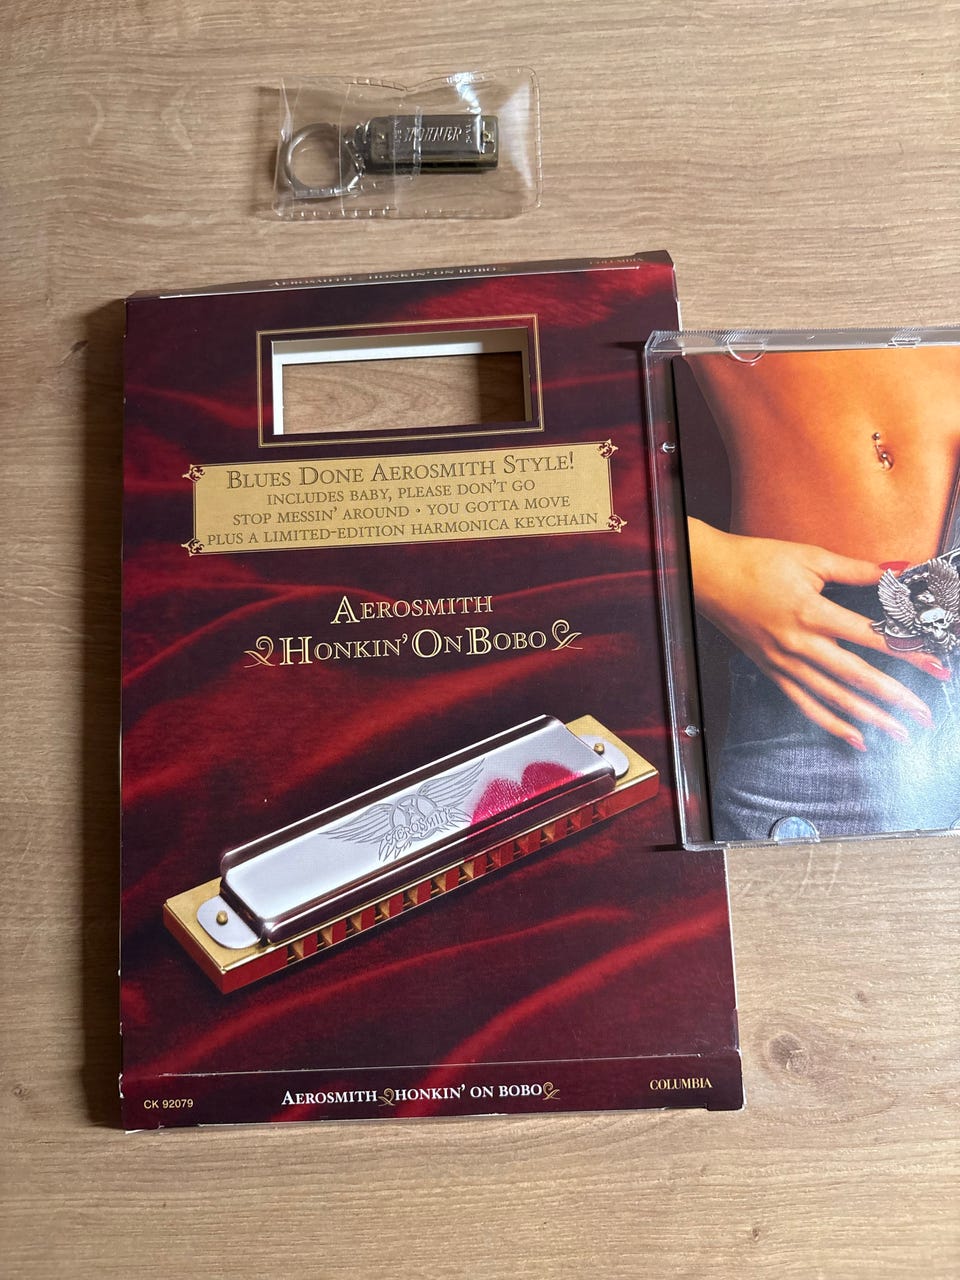 HOHNER
AEROSMITH HONKIN' ON BOBO
COLUMBIA
BLUES DONE AEROSMITH STYLE!
INCLUDES BABY, PLEASE DON'T GO
STOP MESSIN' AROUND • YOU GOTTA MOVE
PLUS A LIMITED-EDITION HARMONICA KEYCHAIN
AEROSMITH
HONKIN' ON BOBO
AEROSMITH
CK 92079
AEROSMITH HONKIN' ON BOBO
COLUMBIA